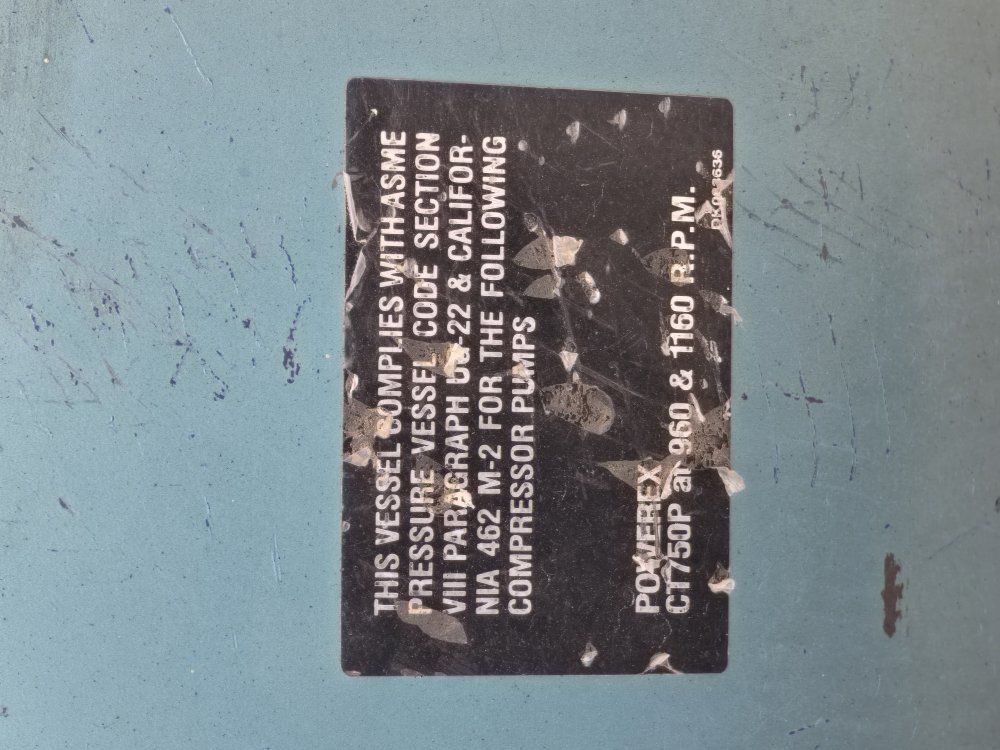 THIS VESSEL COMPLIES WITH ASME
PRESSURE VESSEL CODE SECTION
VIII PARAGRAPH UG-22 & CALIFOR-
NIA 462 M-2 FOR THE FOLLOWING
COMPRESSOR PUMPS
POWEREX
CT750P at 960 & 1160 R.P.M.